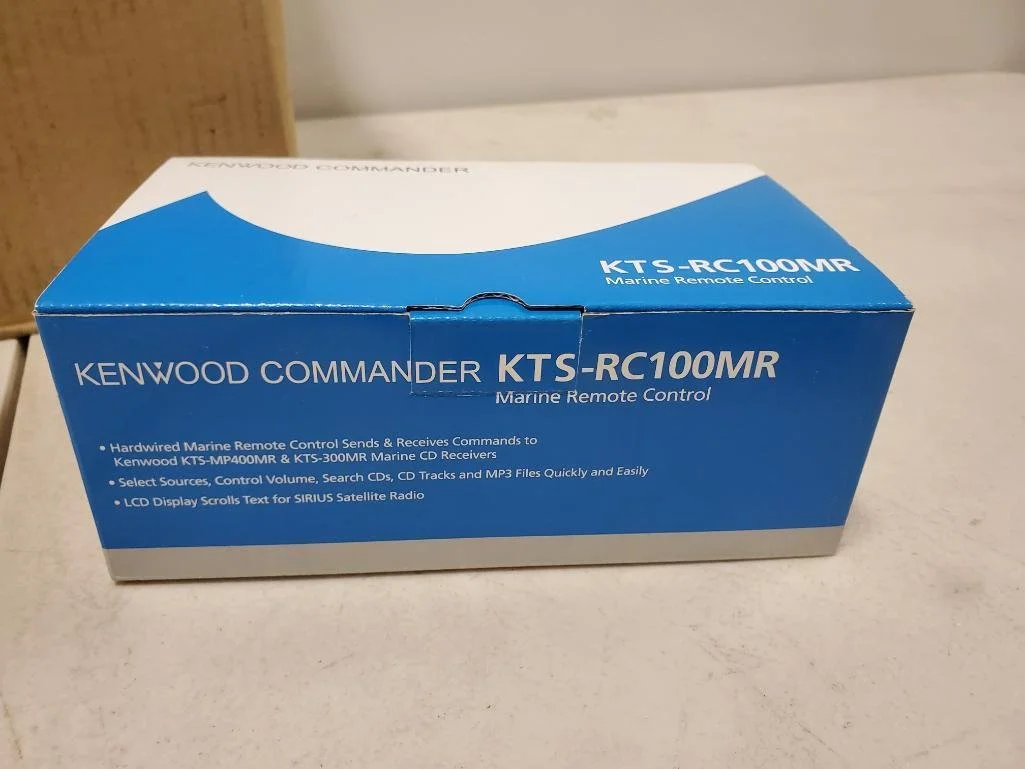 KENWOOD COMMANDER
KTS-RC100MR
Marine Remote Control
KENWOOD COMMANDER KTS-RC100MR
Marine Remote Control
• Hardwired Marine Remote Control Sends & Receives Commands to
Kenwood KTS-MP400MR & KTS-300MR Marine CD Receivers
• Select Sources, Control Volume, Search CDs, CD Tracks and MP3 Files Quickly and Easily
• LCD Display Scrolls Text for SIRIUS Satellite Radio